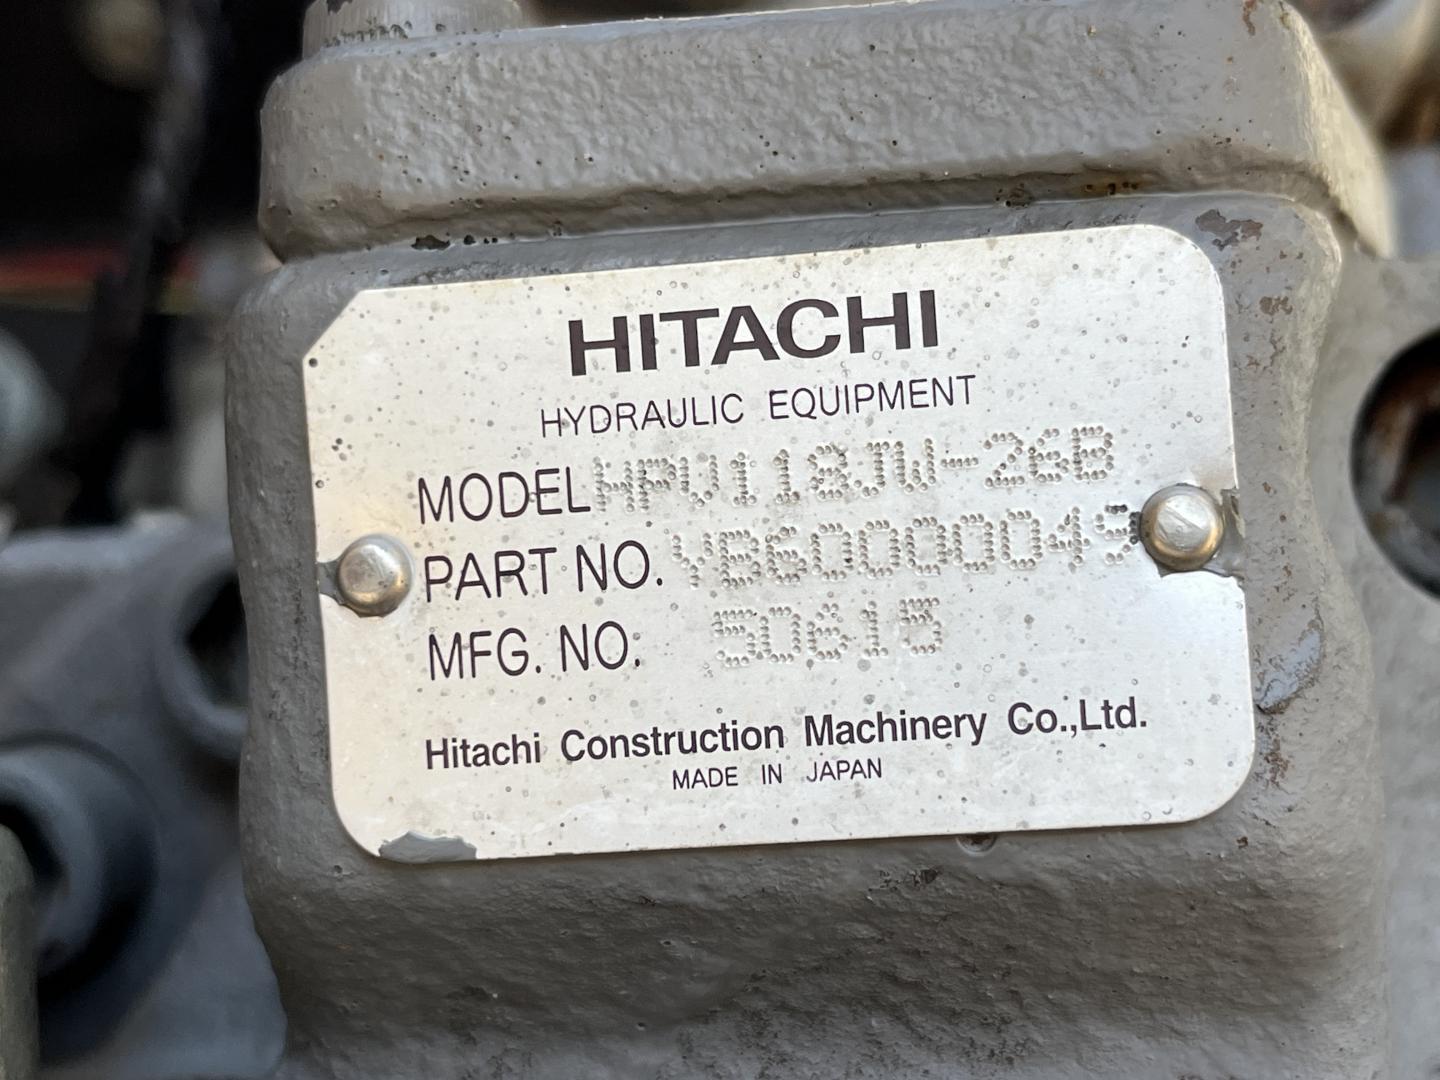 HITACHI
HYDRAULIC EQUIPMENT
MODEL HPV118JW-26B
PART NO. YB60000049
MFG. NO. 50615
Hitachi Construction Machinery Co.,Ltd.
MADE IN JAPAN